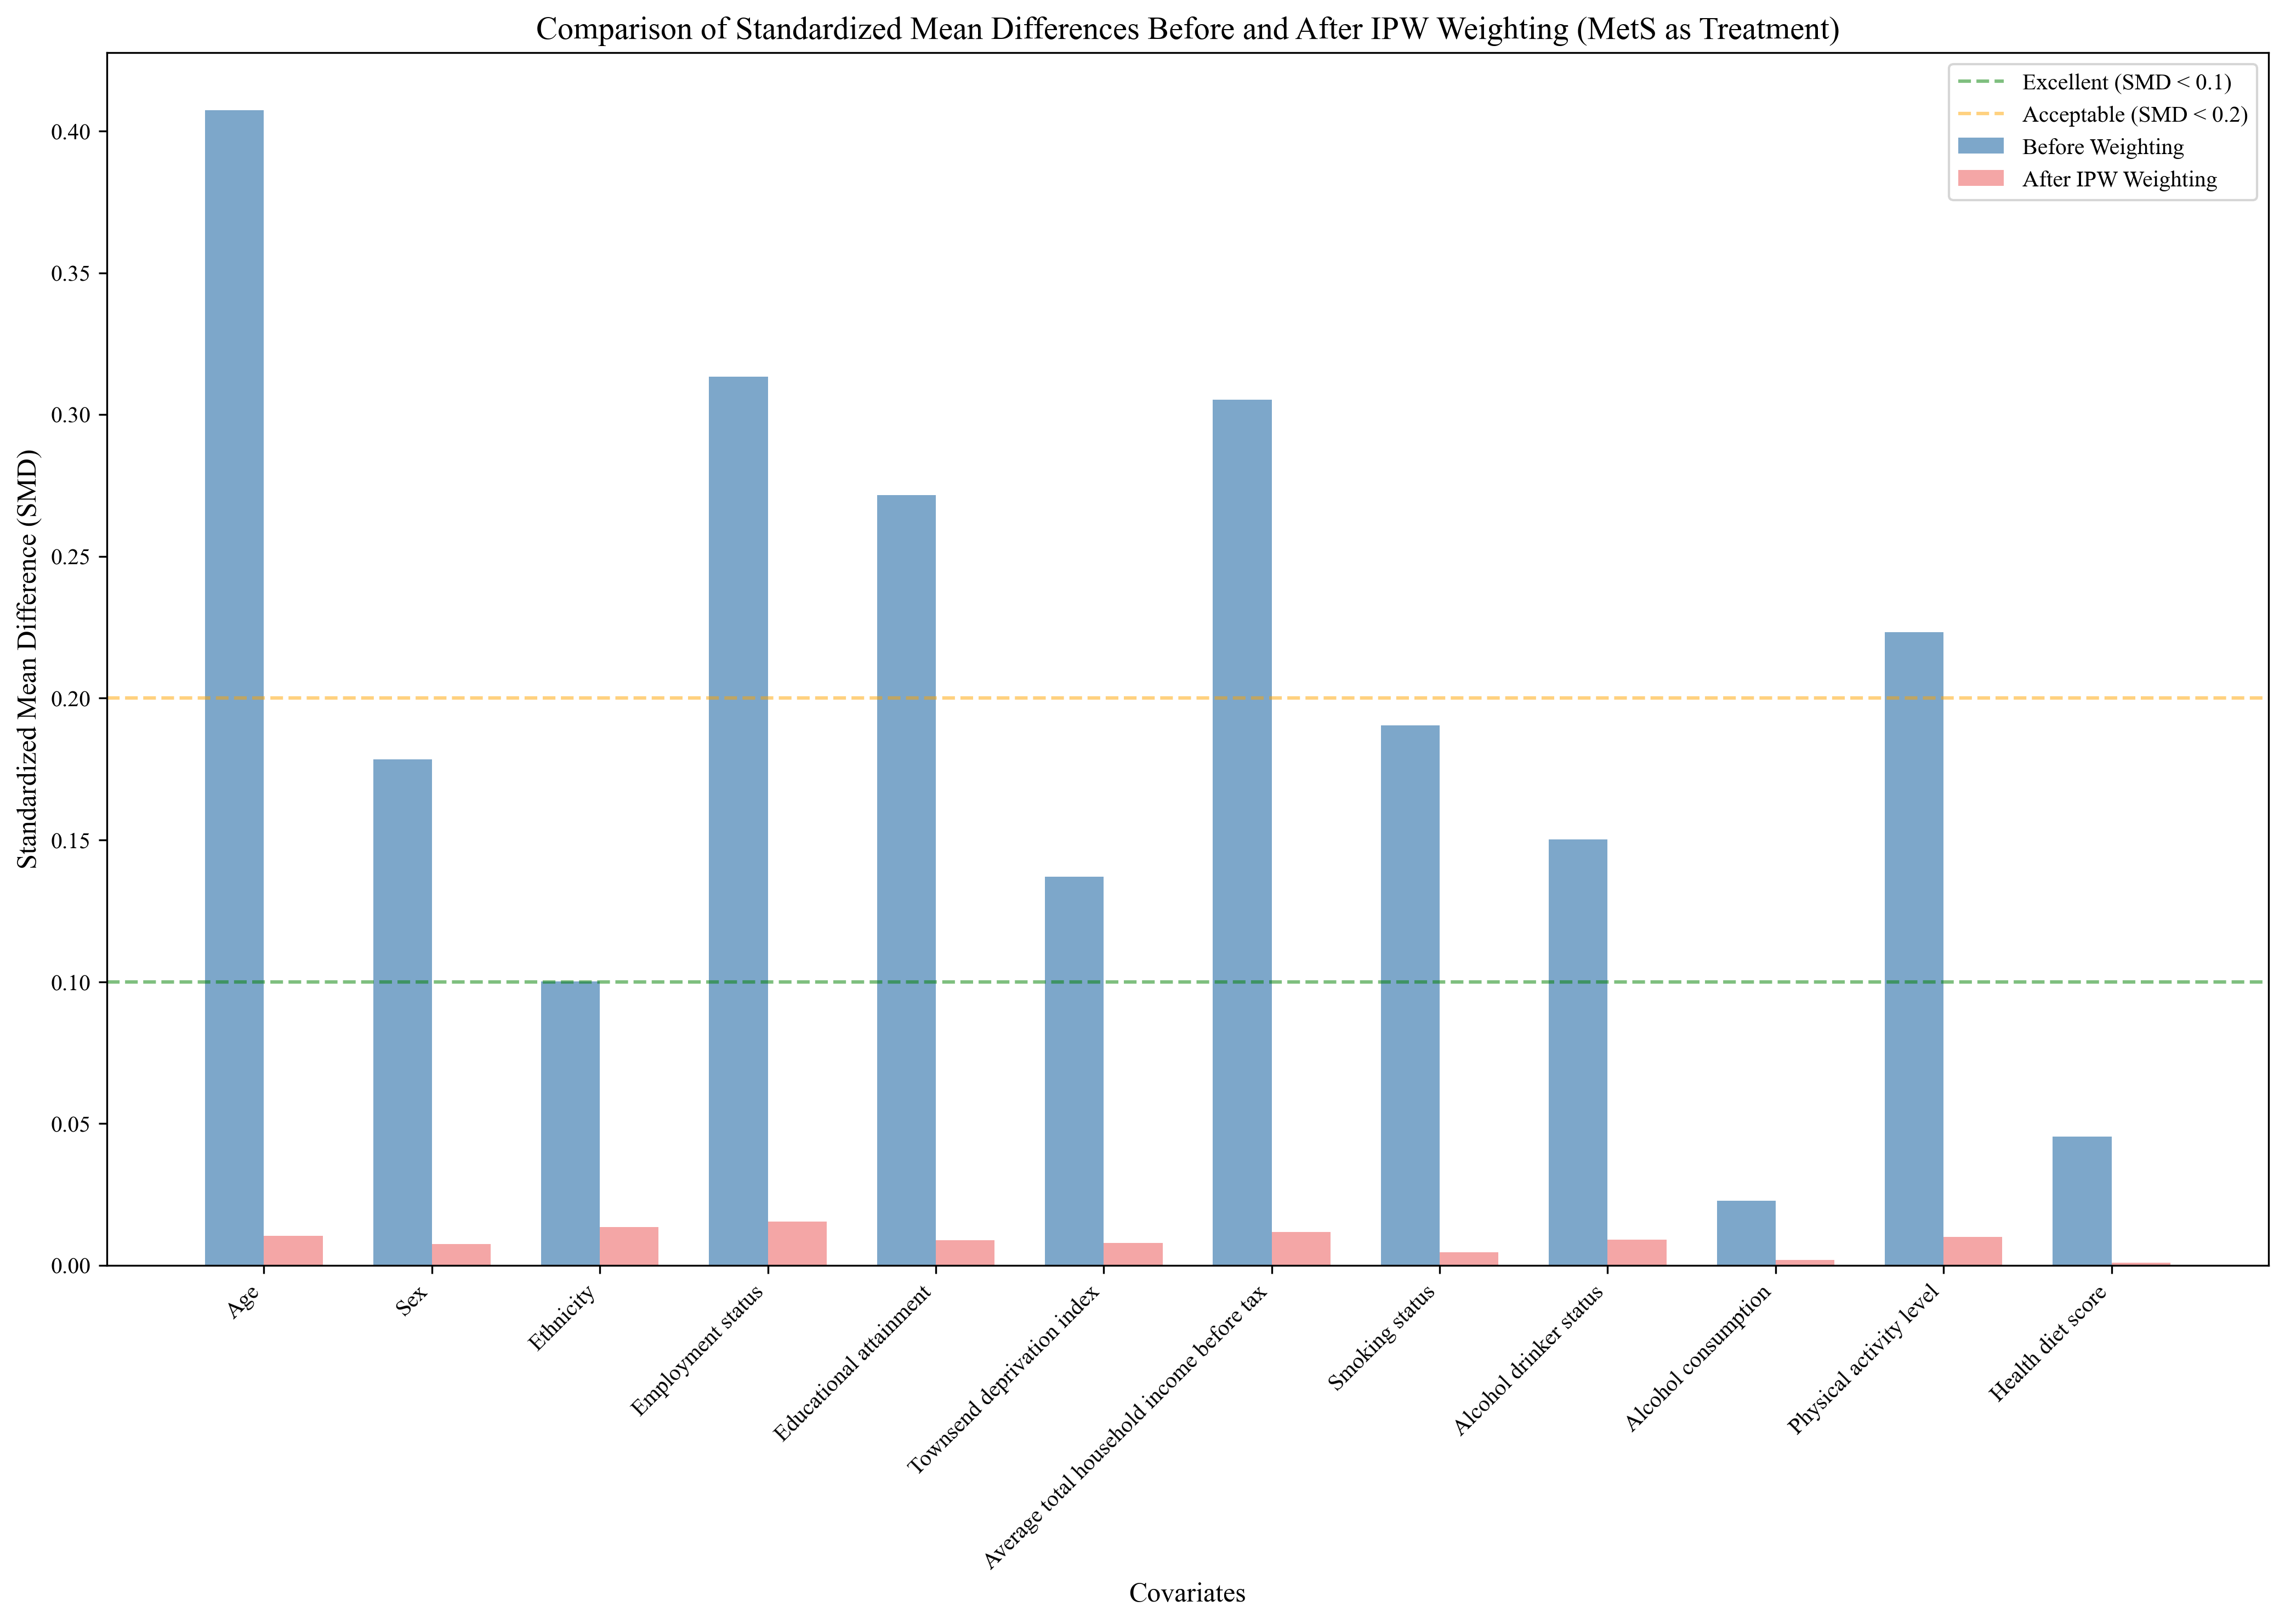 Comparison of Standardized Mean Differences Before and After IPW Weighting (MetS as Treatment)
Excellent (SMD < 0.1)
Acceptable (SMD < 0.2)
Before Weighting
After IPW Weighting
Standardized Mean Difference (SMD)
0.40
0.35
0.30
0.25
0.20
0.15
0.10
0.05
0.00
Age
Sex
Ethnicity
Employment status
Educational attainment
Townsend deprivation index
Average total household income before tax
Smoking status
Alcohol drinker status
Alcohol consumption
Physical activity level
Health diet score
Covariates